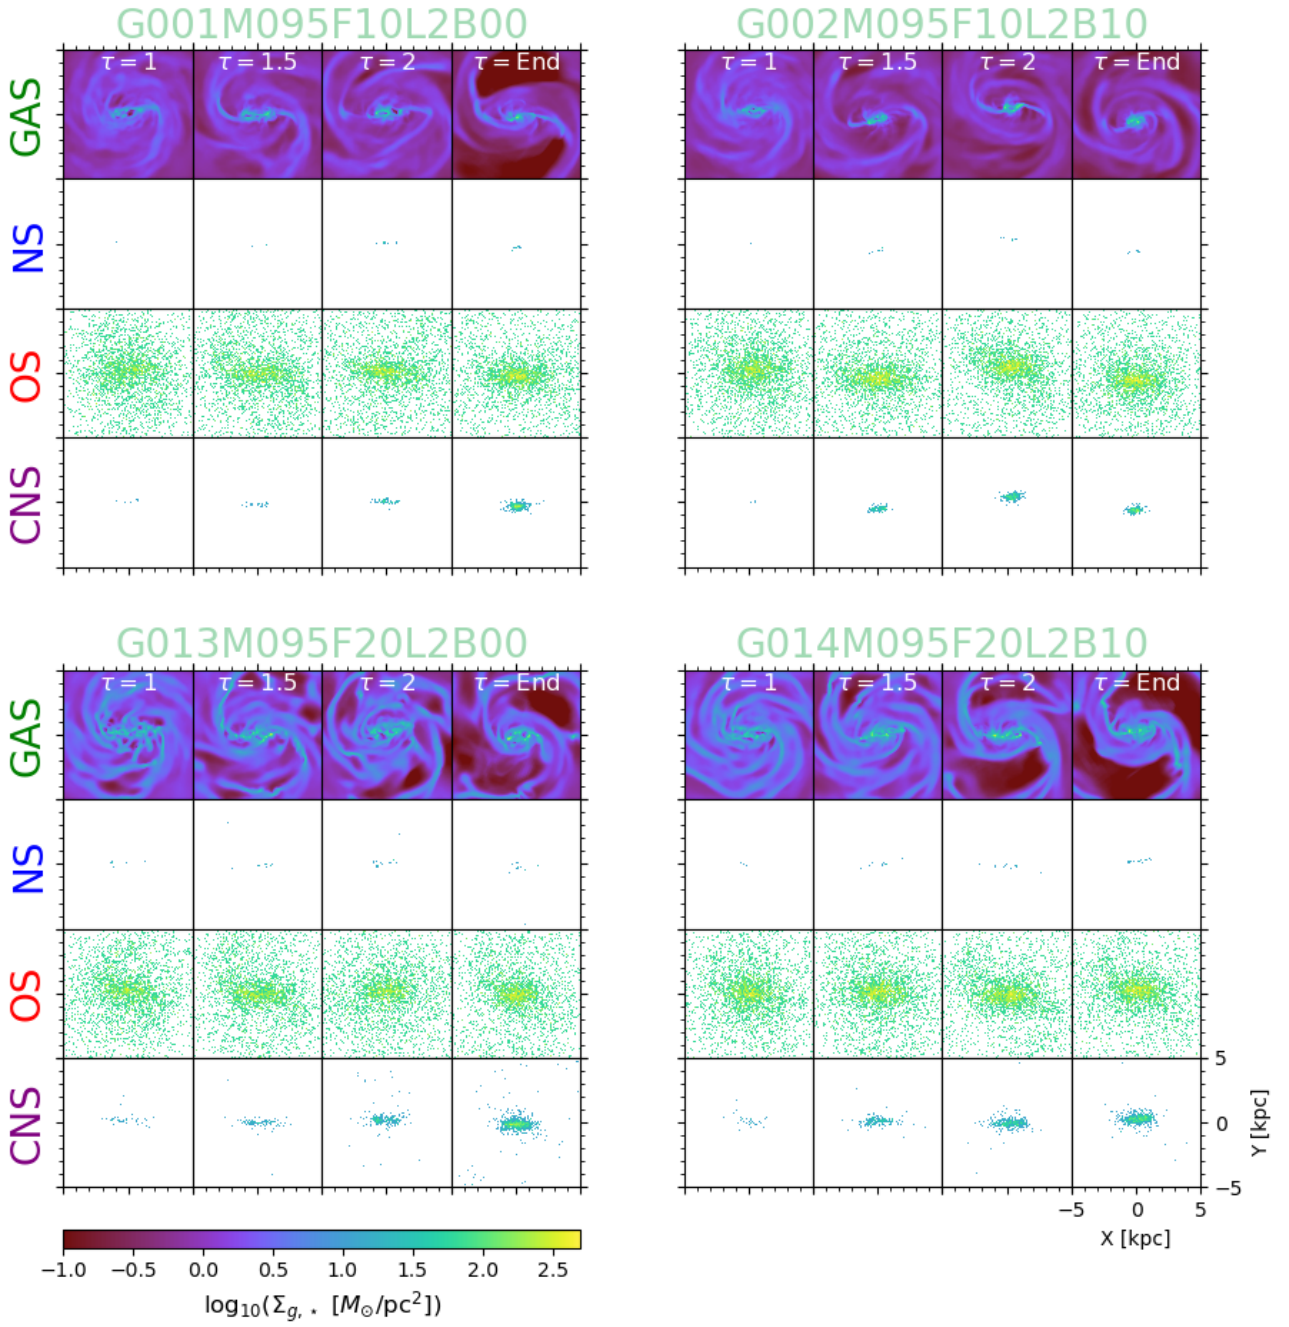 G001M095F10L2B00
G002M095F10L2B10
GAS
τ = 1
τ = 1.5
τ = 2
τ = End
τ = 1
τ = 1.5
τ = 2
τ = End
NS
OS
CNS
G013M095F20L2B00
G014M095F20L2B10
GAS
τ = 1
τ = 1.5
τ = 2
τ = End
τ = 1
τ = 1.5
τ = 2
τ = End
NS
OS
CNS
5
0
−5
Y [kpc]
−5 0 5
X [kpc]
−1.0 −0.5 0.0 0.5 1.0 1.5 2.0 2.5
log₁₀(Σg, ⋆ [M⊙/pc²])